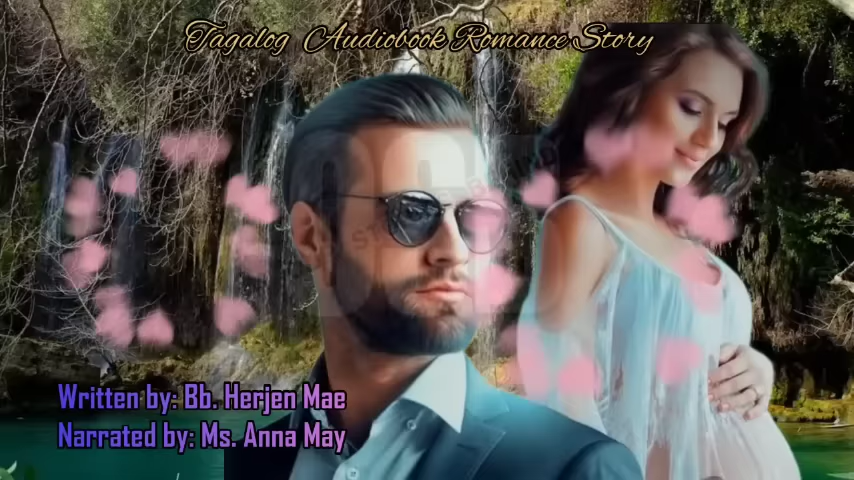 Tagalog Audiobook Romance Story
Written by: Bb. Herjen Mae
Narrated by: Ms. Anna May